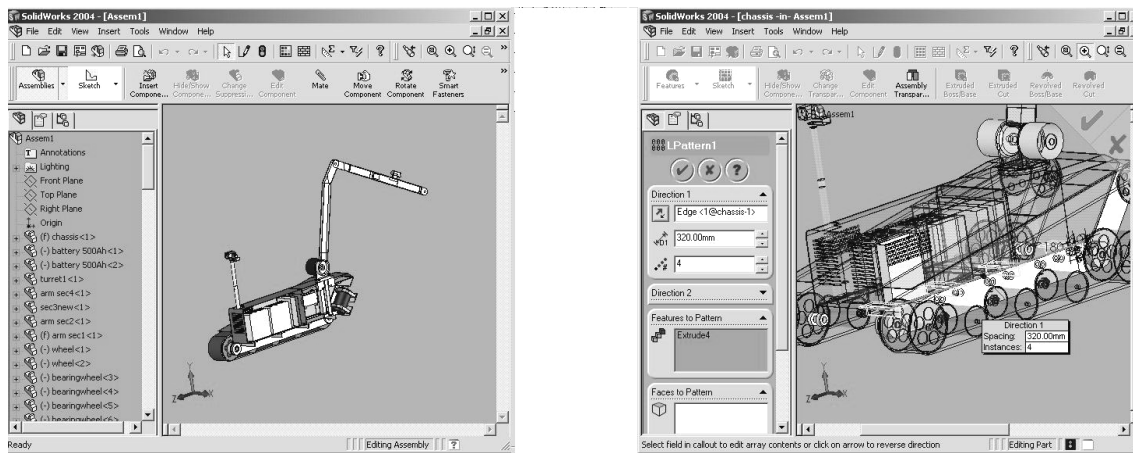 SolidWorks 2004 - [Assem1]
File Edit View Insert Tools Window Help
Assemblies Sketch Insert Compone... Hide/Show Compone... Change Suppressi... Edit Component Mate Move Component Rotate Component Smart Fasteners
Assem1
Annotations
Lighting
Front Plane
Top Plane
Right Plane
Origin
(f) chassis<1>
(-) battery 500Ah<1>
(-) battery 500Ah<2>
turret1<1>
arm sec4<1>
sec3new<1>
arm sec2<1>
(f) arm sec1<1>
(-) wheel<1>
(-) wheel<2>
(-) bearingwheel<3>
(-) bearingwheel<4>
(-) bearingwheel<5>
(-) bearingwheel<6>
Y
Z X
Ready Editing Assembly
SolidWorks 2004 - [chassis -in- Assem1]
File Edit View Insert Tools Window Help
Features Sketch Hide/Show Compone... Change Transpar... Edit Component Assembly Transpar... Extruded Boss/Base Extruded Cut Revolved Boss/Base Revolved Cut
Assem1
LPattern1
Direction 1
Edge <1@chassis-1>
D1 320.00mm
# 4
Direction 2
Features to Pattern
Extrude4
Faces to Pattern
Direction 1
Spacing: 320.00mm
Instances: 4
Y
Z X
Select field in callout to edit array contents or click on arrow to reverse direction Editing Part